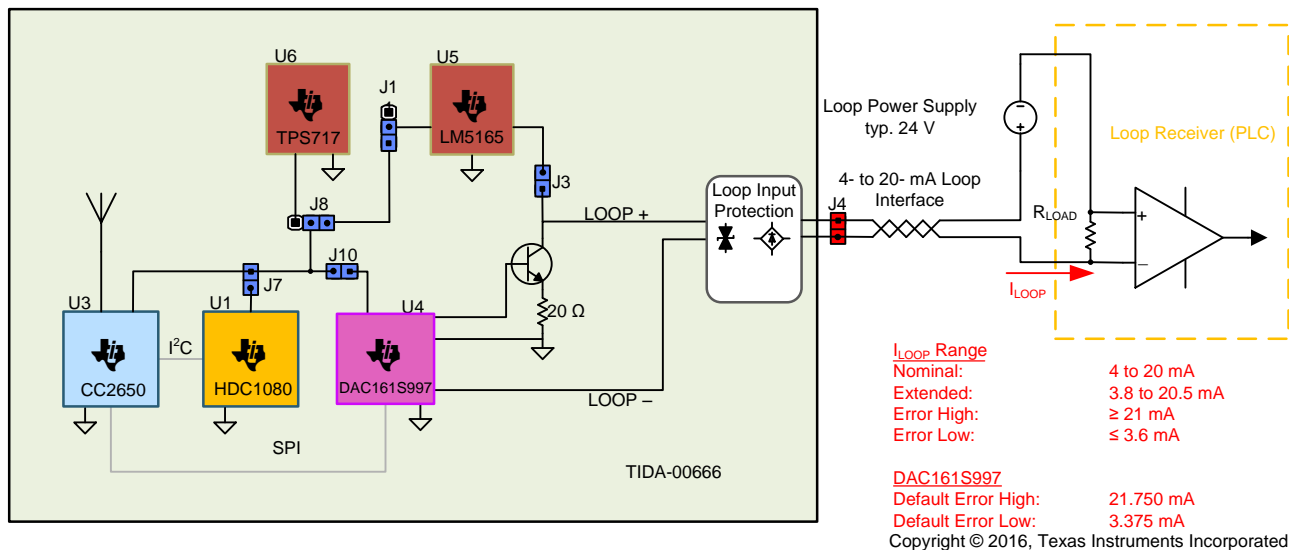 U6
TPS717
J1
U5
LM5165
J3
J8
J10
J7
U3
CC2650
I²C
U1
HDC1080
U4
DAC161S997
SPI
20 Ω
LOOP +
LOOP –
TIDA-00666
Loop Input
Protection
J4
Loop Power Supply
typ. 24 V
4- to 20- mA Loop
Interface
Loop Receiver (PLC)
RLOAD
+
–
–
+
ILOOP
ILOOP Range
Nominal: 4 to 20 mA
Extended: 3.8 to 20.5 mA
Error High: ≥ 21 mA
Error Low: ≤ 3.6 mA
DAC161S997
Default Error High: 21.750 mA
Default Error Low: 3.375 mA
Copyright © 2016, Texas Instruments Incorporated